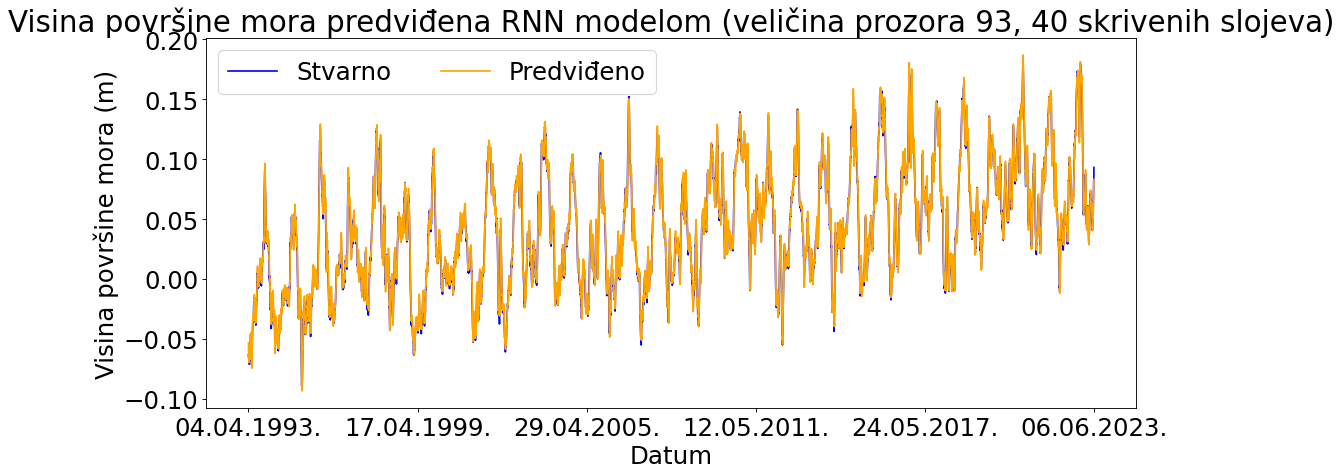 Visina površine mora predviđena RNN modelom (veličina prozora 93, 40 skrivenih slojeva)
Stvarno Predviđeno
Visina površine mora (m)
0.20
0.15
0.10
0.05
0.00
−0.05
−0.10
04.04.1993. 17.04.1999. 29.04.2005. 12.05.2011. 24.05.2017. 06.06.2023.
Datum